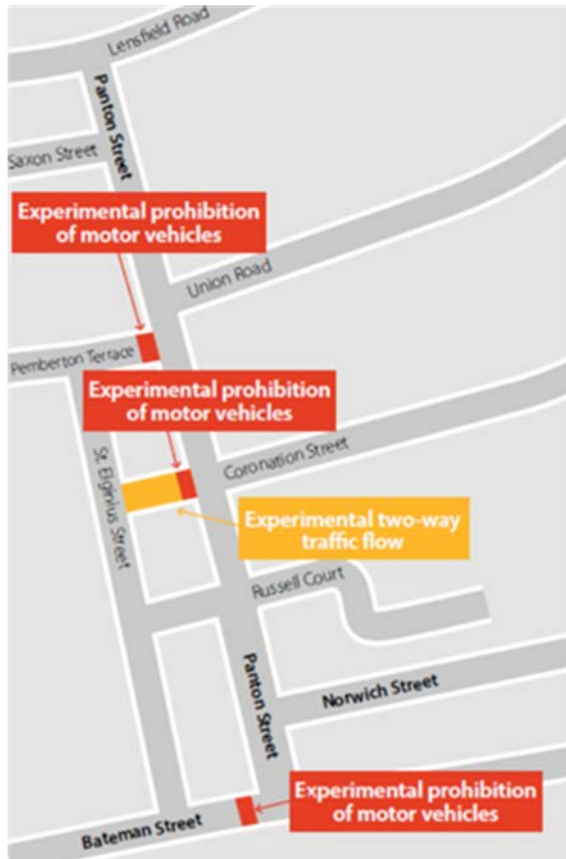 Lensfield Road
Panton Street
Saxon Street
Experimental prohibition
of motor vehicles
Union Road
Pemberton Terrace
Experimental prohibition
of motor vehicles
Coronation Street
St. Elginius Street
Experimental two-way
traffic flow
Russell Court
Panton Street
Norwich Street
Experimental prohibition
of motor vehicles
Bateman Street